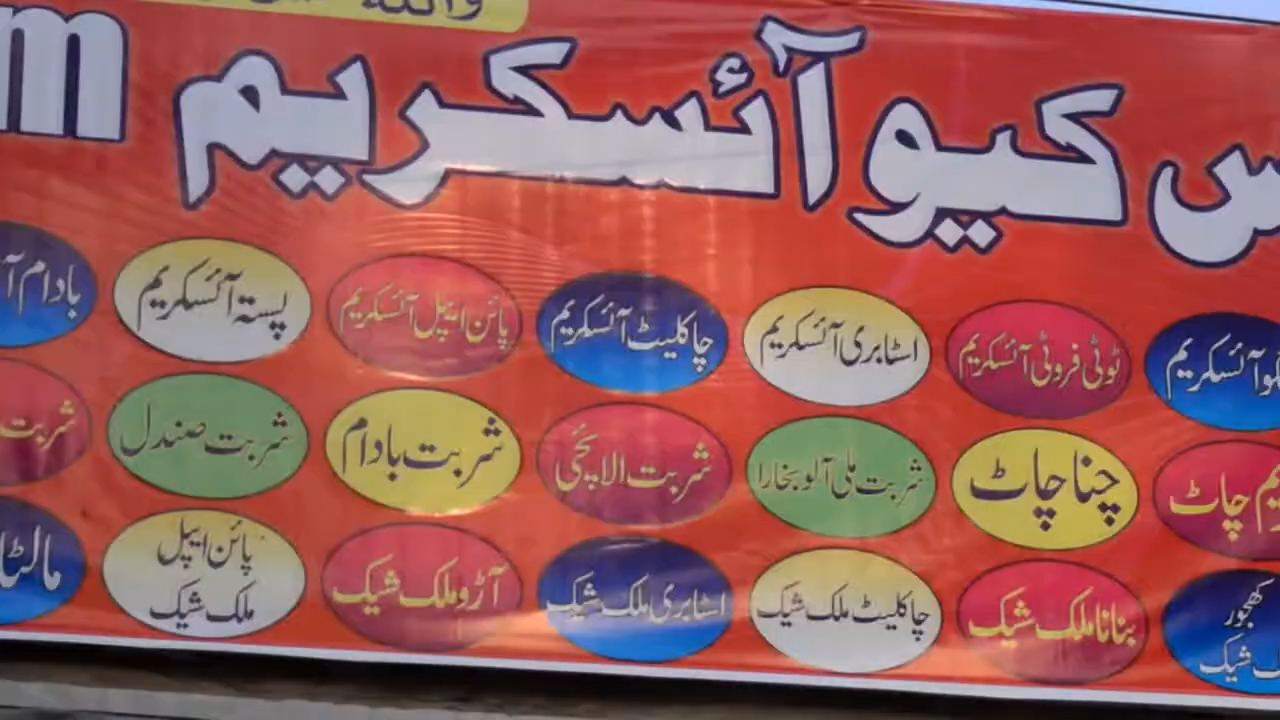 واللہ
س کیو آئسکریم m
آئسکریم ٹوٹی فروٹی آئسکریم اسٹابری آئسکریم چاکلیٹ آئسکریم پائن ایپل آئسکریم پستہ آئسکریم بادام آ
چاٹ چنا چاٹ شربت ملی آلو بخارا شربت الائچی شربت بادام شربت صندل شربت
کھجور شیک بنانا ملک شیک چاکلیٹ ملک شیک اسٹابری ملک شیک آڑو ملک شیک پائن ایپل ملک شیک مالٹا